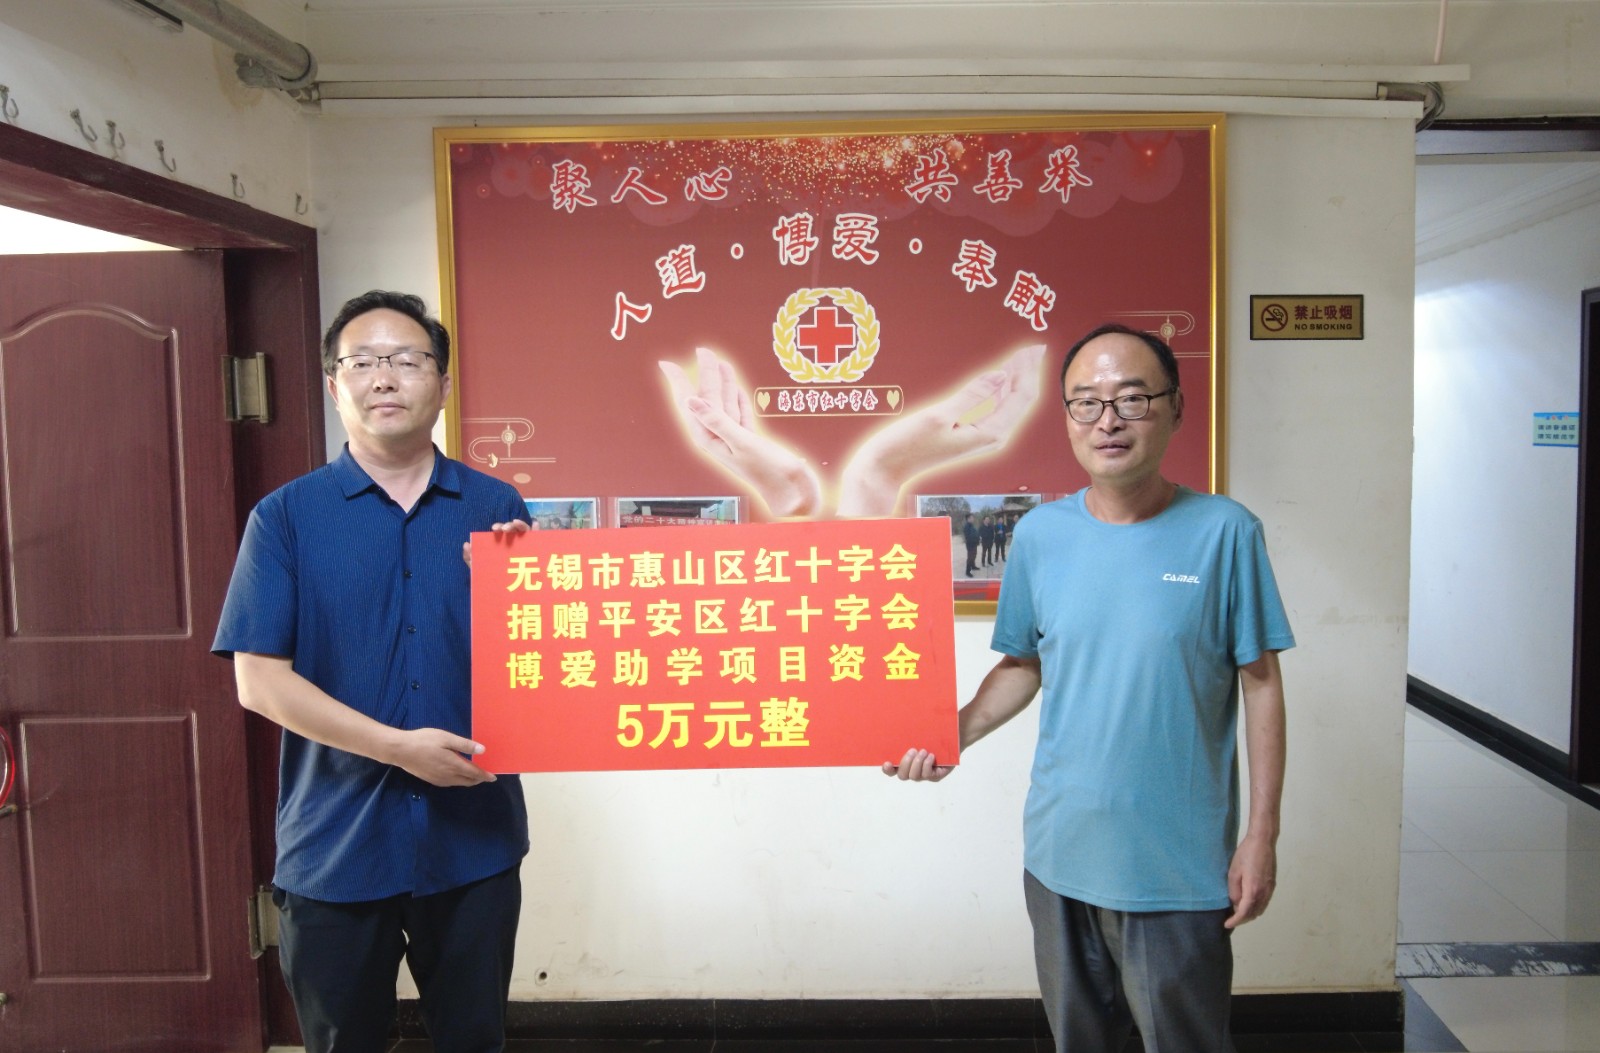 聚人心 共善举
人道·博爱·奉献
海东市红十字会
禁止吸烟
NO SMOKING
无锡市惠山区红十字会
捐赠平安区红十字会
博爱助学项目资金
5万元整
CAMEL